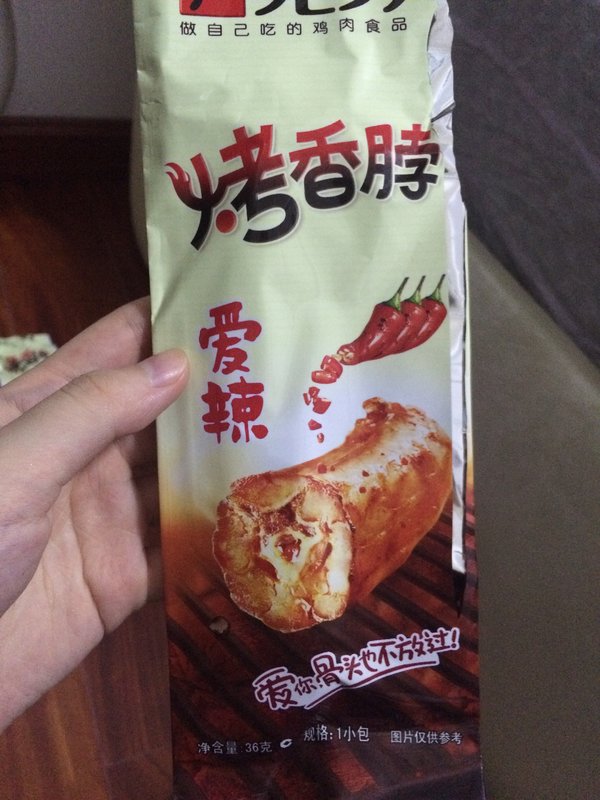 做自己吃的鸡肉食品
烤香脖
爱
辣
爱你,骨头也不放过!
净含量:36克
规格:1小包
图片仅供参考